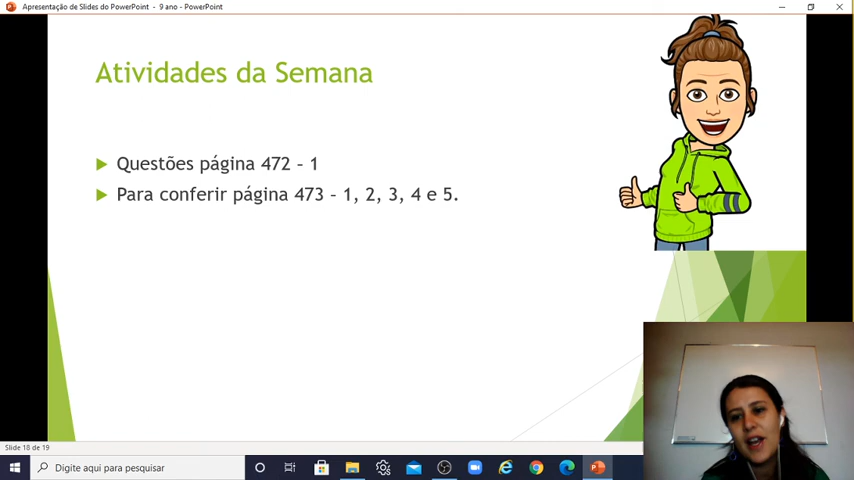 Apresentação de Slides do PowerPoint - 9 ano - PowerPoint
Atividades da Semana
Questões página 472 – 1
Para conferir página 473 – 1, 2, 3, 4 e 5.
Slide 18 de 19
Digite aqui para pesquisar